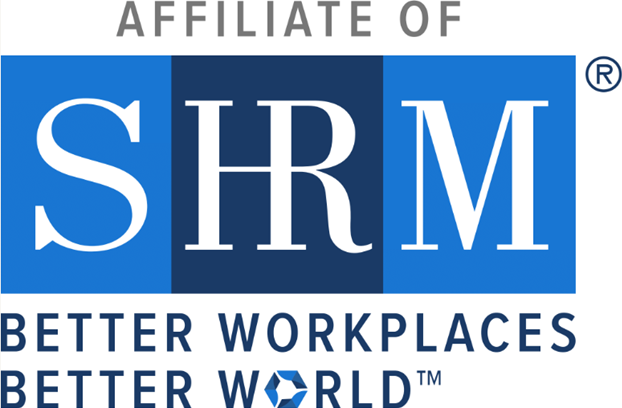 AFFILIATE OF
SHRM®
BETTER WORKPLACES
BETTER WORLD™